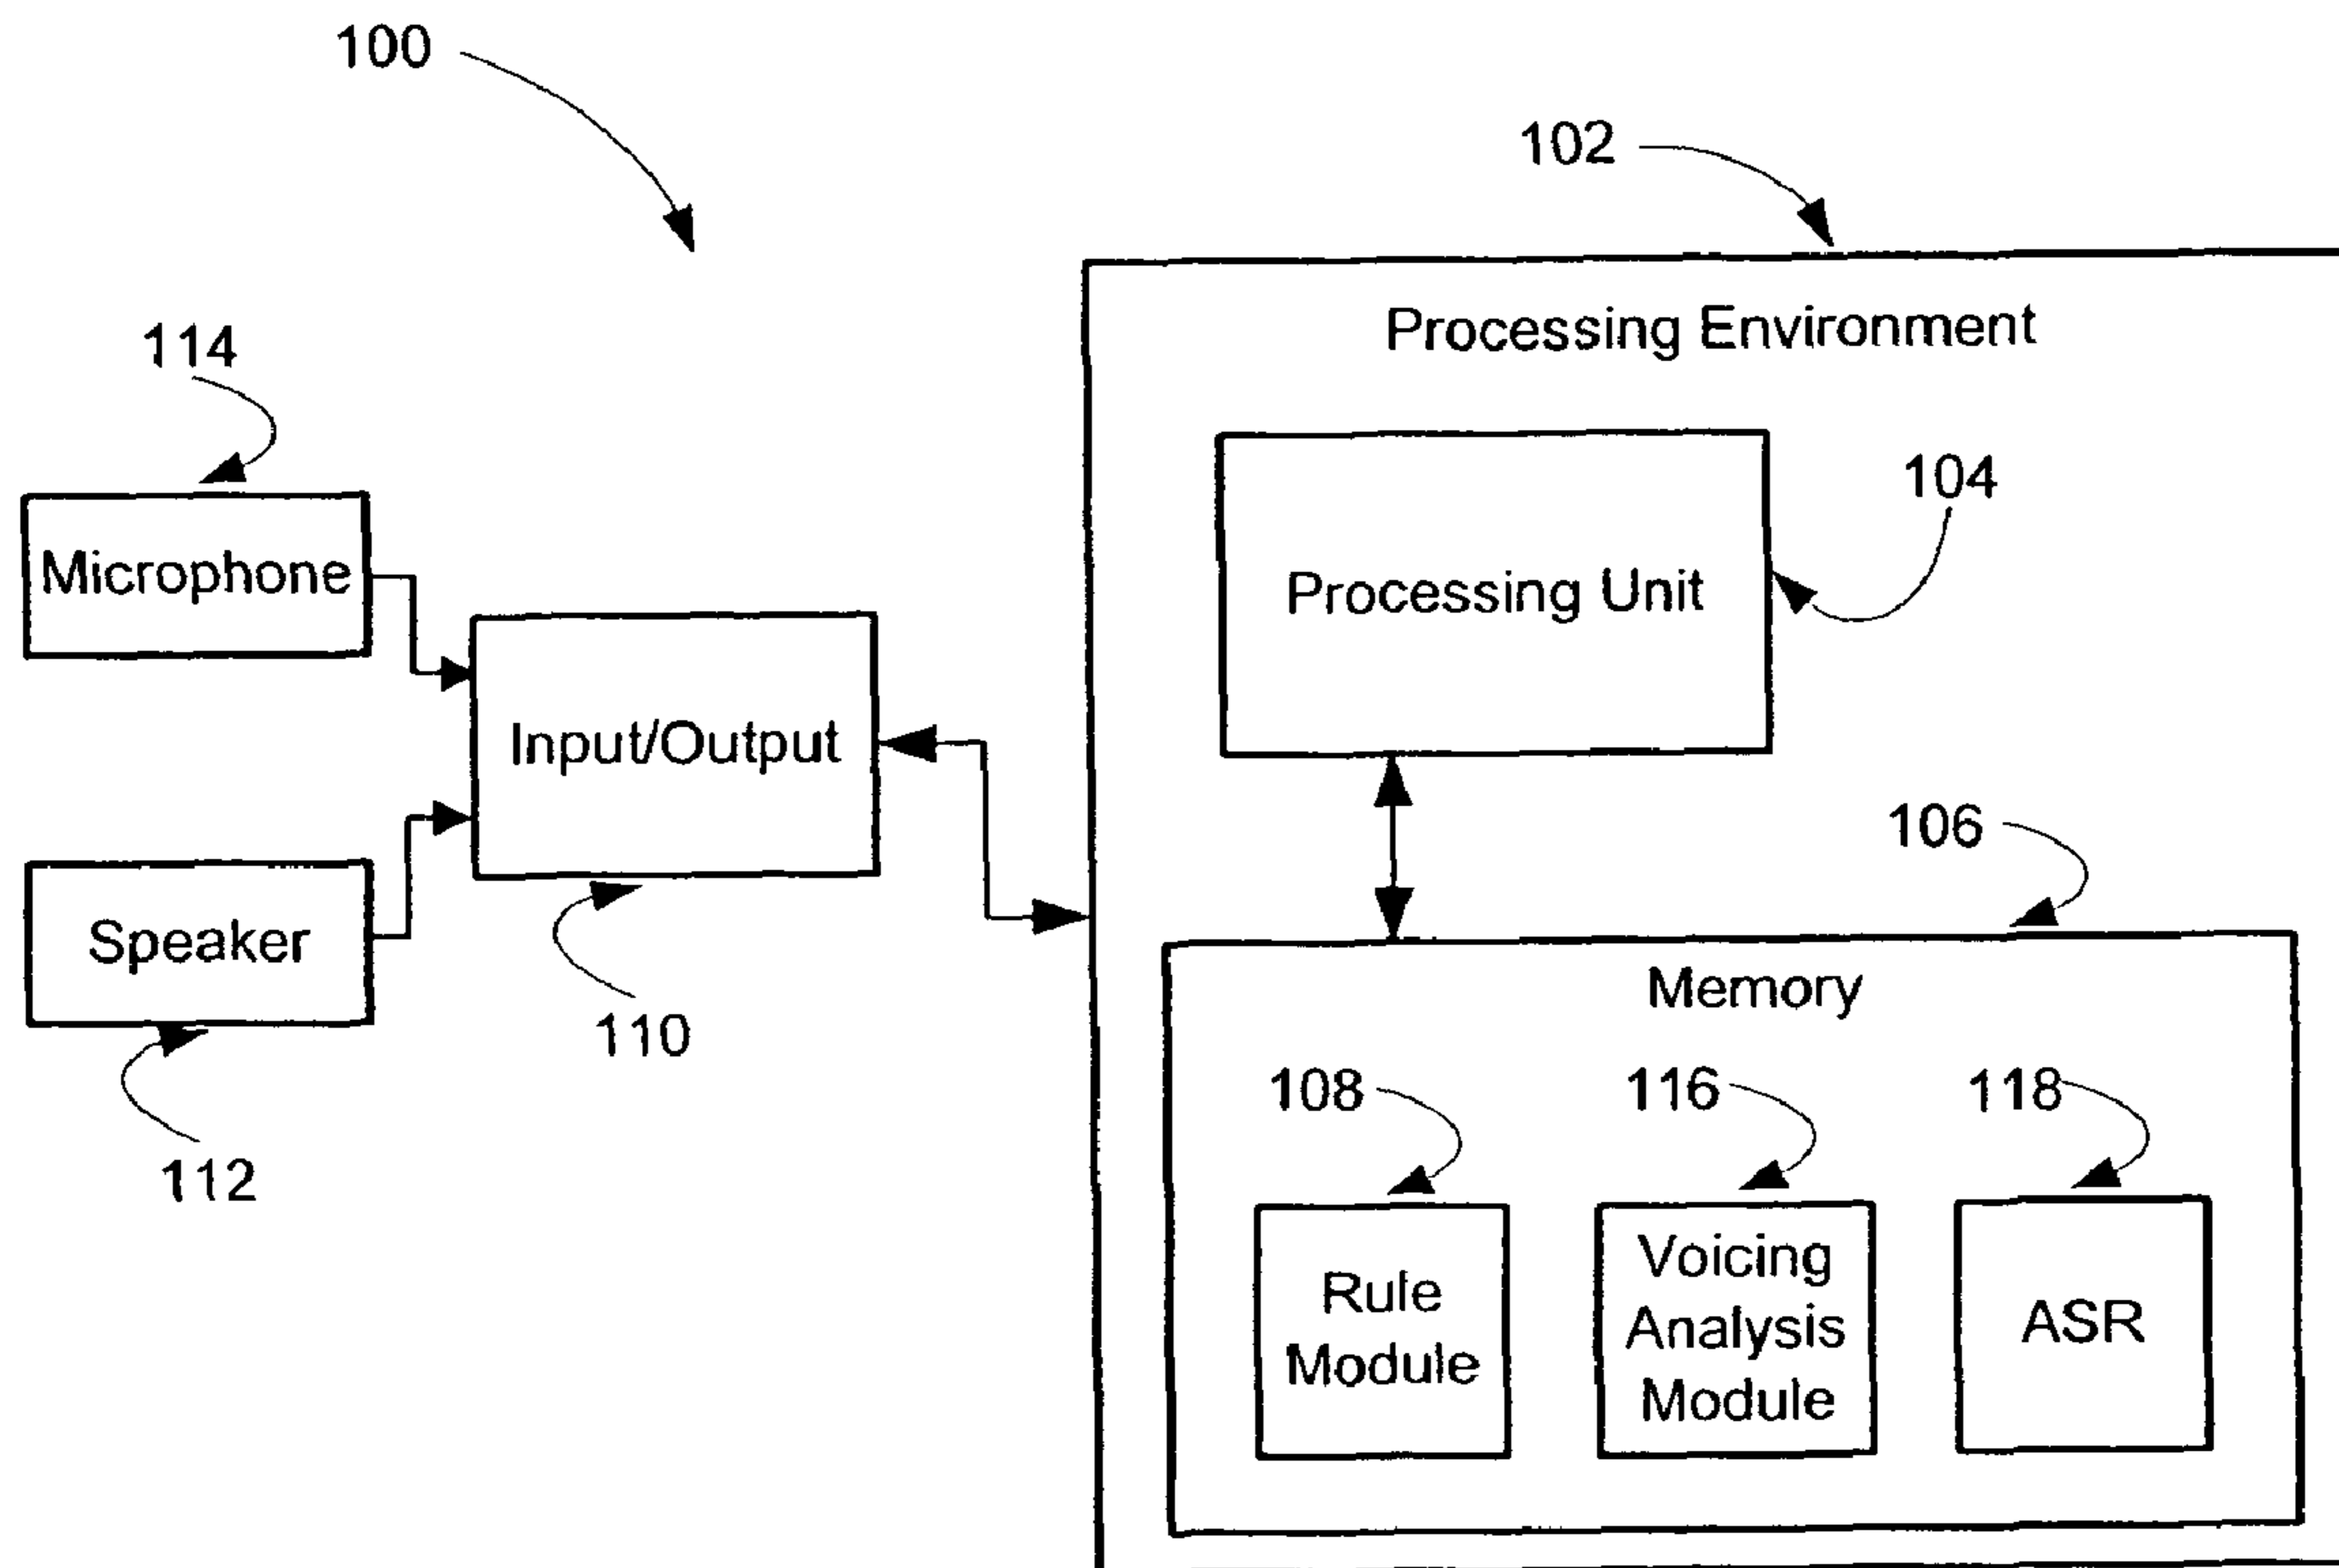 100
102
Processing Environment
114
104
Microphone
Processing Unit
Input/Output
106
Speaker
Memory
110
108
116
118
112
Rule
Module
Voicing
Analysis
Module
ASR